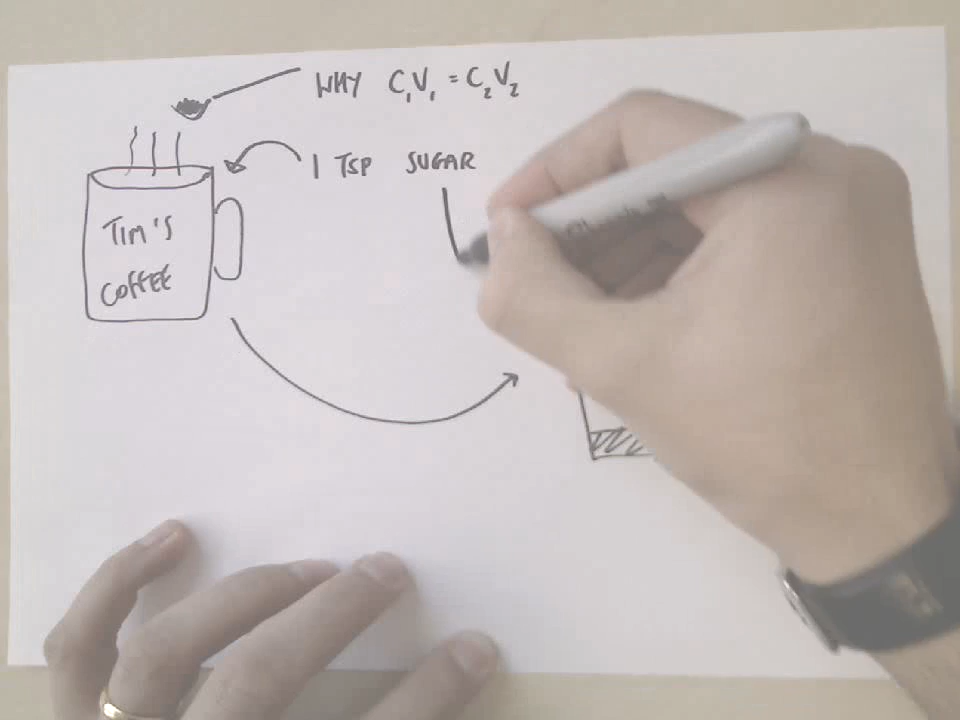 WHY C₁V₁ = C₂V₂
1 TSP SUGAR
TIM'S
COFFEE